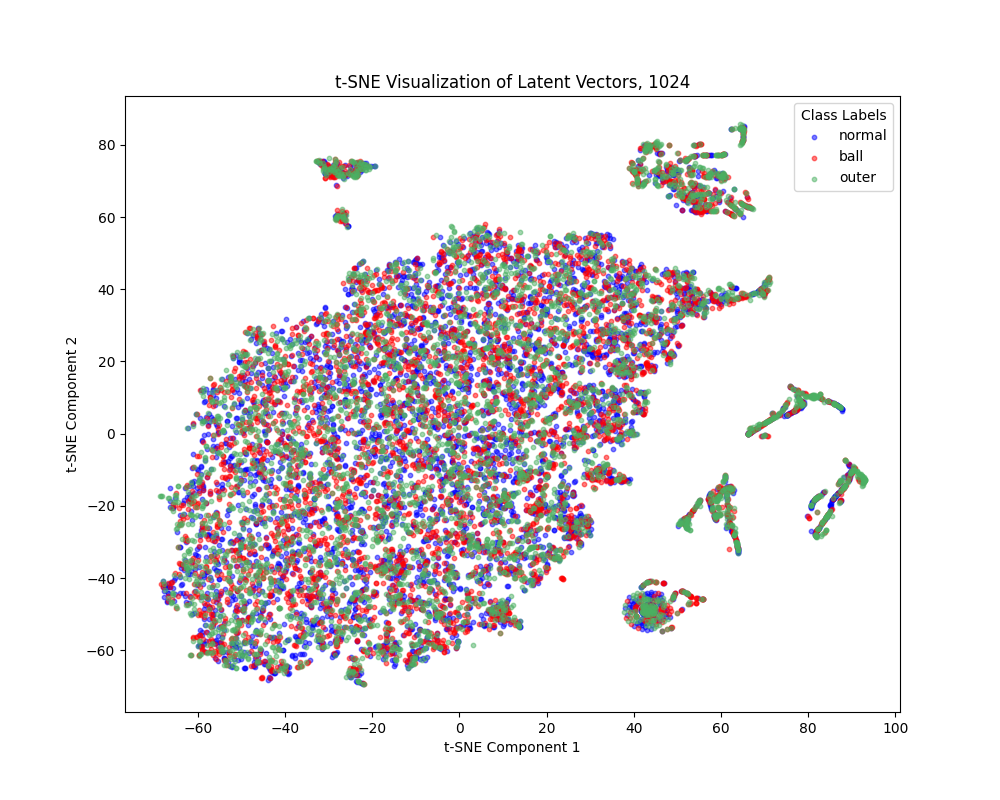 t-SNE Visualization of Latent Vectors, 1024
Class Labels
normal
ball
outer
t-SNE Component 2
80
60
40
20
0
−20
−40
−60
−60
−40
−20
0
20
40
60
80
100
t-SNE Component 1